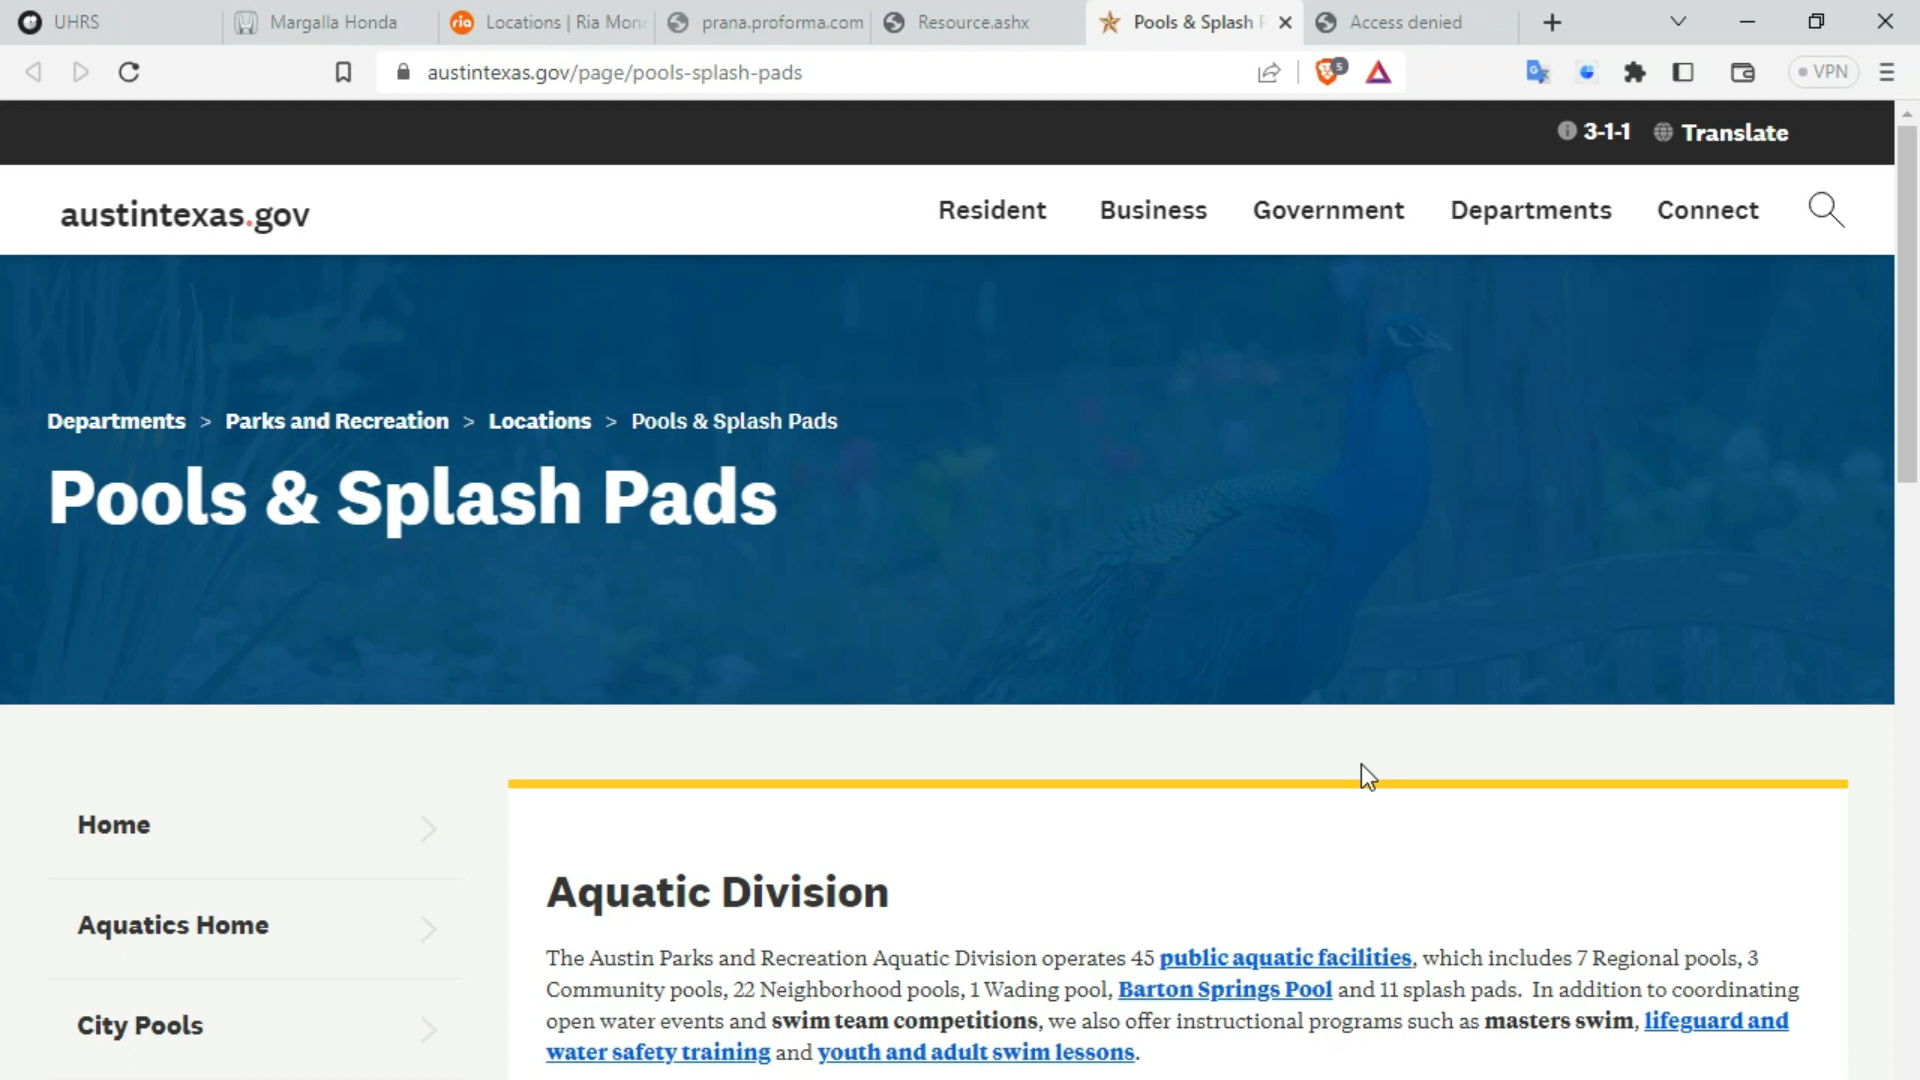 UHRS
Margalla Honda
ria Locations | Ria Mon
prana.proforma.com
Resource.ashx
Pools & Splash P
Access denied
austintexas.gov/page/pools-splash-pads
5
VPN
3-1-1
Translate
austintexas.gov
Resident
Business
Government
Departments
Connect
Departments > Parks and Recreation > Locations > Pools & Splash Pads
Pools & Splash Pads
Home
Aquatics Home
City Pools
Aquatic Division
The Austin Parks and Recreation Aquatic Division operates 45 public aquatic facilities, which includes 7 Regional pools, 3
Community pools, 22 Neighborhood pools, 1 Wading pool, Barton Springs Pool and 11 splash pads. In addition to coordinating
open water events and swim team competitions, we also offer instructional programs such as masters swim, lifeguard and
water safety training and youth and adult swim lessons.